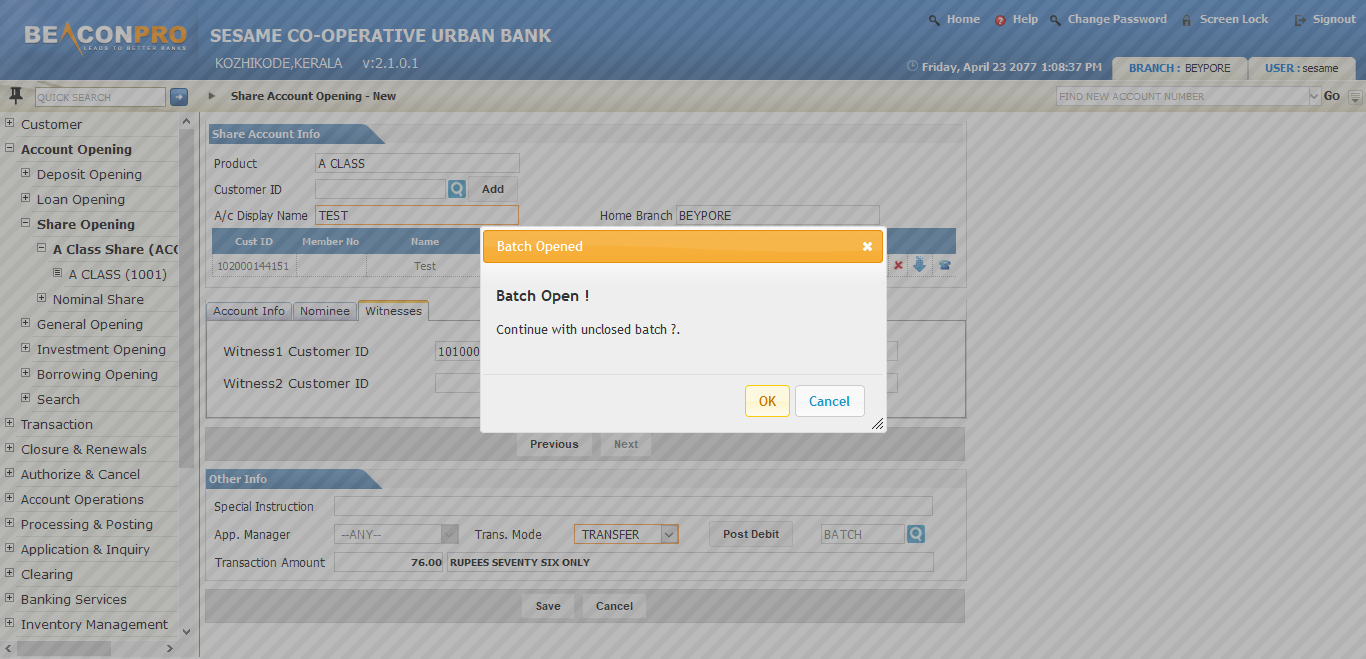 BEACONPRO
LEADS TO BETTER BANKS
SESAME CO-OPERATIVE URBAN BANK
KOZHIKODE,KERALA v:2.1.0.1
Home Help Change Password Screen Lock Signout
Friday, April 23 2077 1:08:37 PM BRANCH : BEYPORE USER : sesame
QUICK SEARCH
Share Account Opening - New
FIND NEW ACCOUNT NUMBER Go
Customer
Account Opening
Deposit Opening
Loan Opening
Share Opening
A Class Share (ACC
A CLASS (1001)
Nominal Share
General Opening
Investment Opening
Borrowing Opening
Search
Transaction
Closure & Renewals
Authorize & Cancel
Account Operations
Processing & Posting
Application & Inquiry
Clearing
Banking Services
Inventory Management
Share Account Info
Product A CLASS
Customer ID Add
A/c Display Name TEST Home Branch BEYPORE
Cust ID Member No Name
102000144151 Test
Account Info Nominee Witnesses
Witness1 Customer ID 101000
Witness2 Customer ID
Batch Opened
Batch Open !
Continue with unclosed batch ?.
OK Cancel
Previous Next
Other Info
Special Instruction
App. Manager --ANY-- Trans. Mode TRANSFER Post Debit BATCH
Transaction Amount 76.00 RUPEES SEVENTY SIX ONLY
Save Cancel